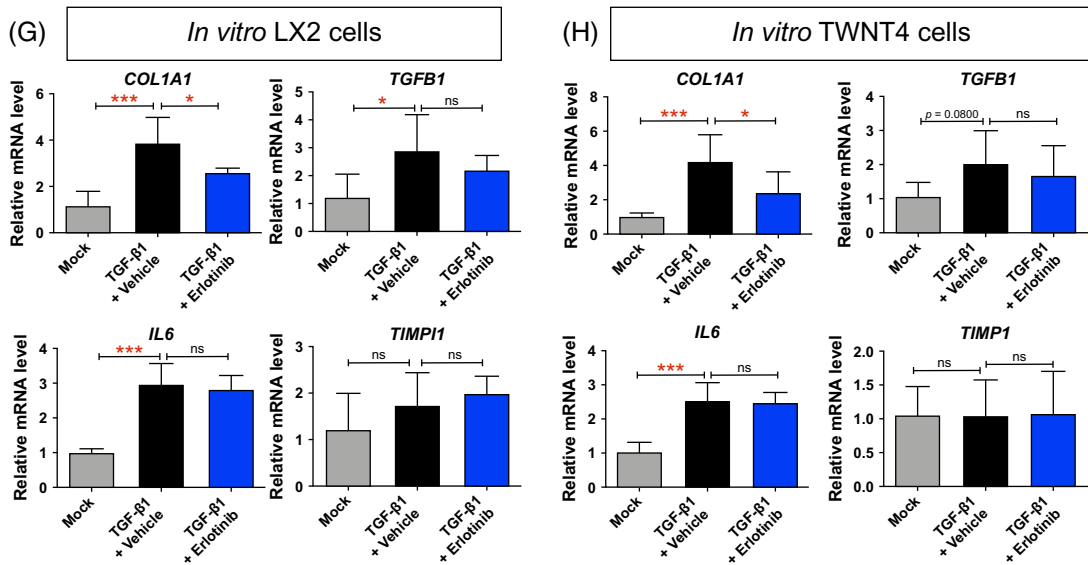 (G)
In vitro LX2 cells
COL1A1
Relative mRNA level
6
4
2
0
***
*
Mock
TGF-β1
+ Vehicle
TGF-β1
+ Erlotinib
TGFB1
Relative mRNA level
5
4
3
2
1
0
*
ns
Mock
TGF-β1
+ Vehicle
TGF-β1
+ Erlotinib
IL6
Relative mRNA level
4
3
2
1
0
***
ns
Mock
TGF-β1
+ Vehicle
TGF-β1
+ Erlotinib
TIMPI1
Relative mRNA level
3
2
1
0
ns
ns
Mock
TGF-β1
+ Vehicle
TGF-β1
+ Erlotinib
(H)
In vitro TWNT4 cells
COL1A1
Relative mRNA level
8
6
4
2
0
***
*
Mock
TGF-β1
+ Vehicle
TGF-β1
+ Erlotinib
TGFB1
Relative mRNA level
4
3
2
1
0
p = 0.0800
ns
Mock
TGF-β1
+ Vehicle
TGF-β1
+ Erlotinib
IL6
Relative mRNA level
4
3
2
1
0
***
ns
Mock
TGF-β1
+ Vehicle
TGF-β1
+ Erlotinib
TIMP1
Relative mRNA level
2.0
1.5
1.0
0.5
0.0
ns
ns
Mock
TGF-β1
+ Vehicle
TGF-β1
+ Erlotinib